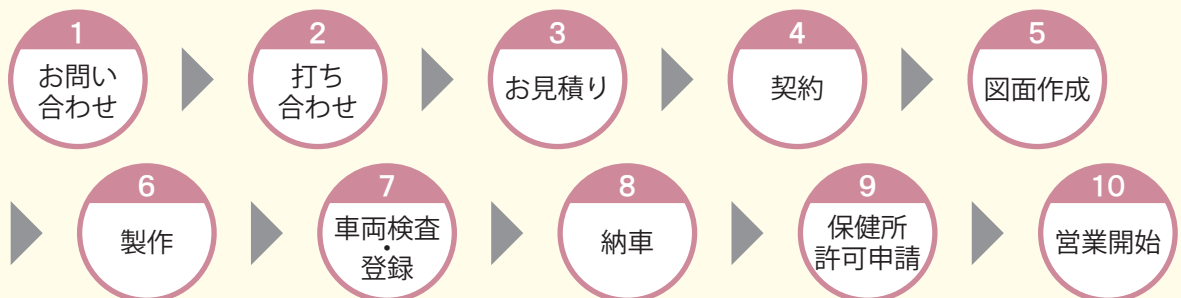 1
お問い
合わせ
2
打ち
合わせ
3
お見積り
4
契約
5
図面作成
6
製作
7
車両検査
・
登録
8
納車
9
保健所
許可申請
10
営業開始